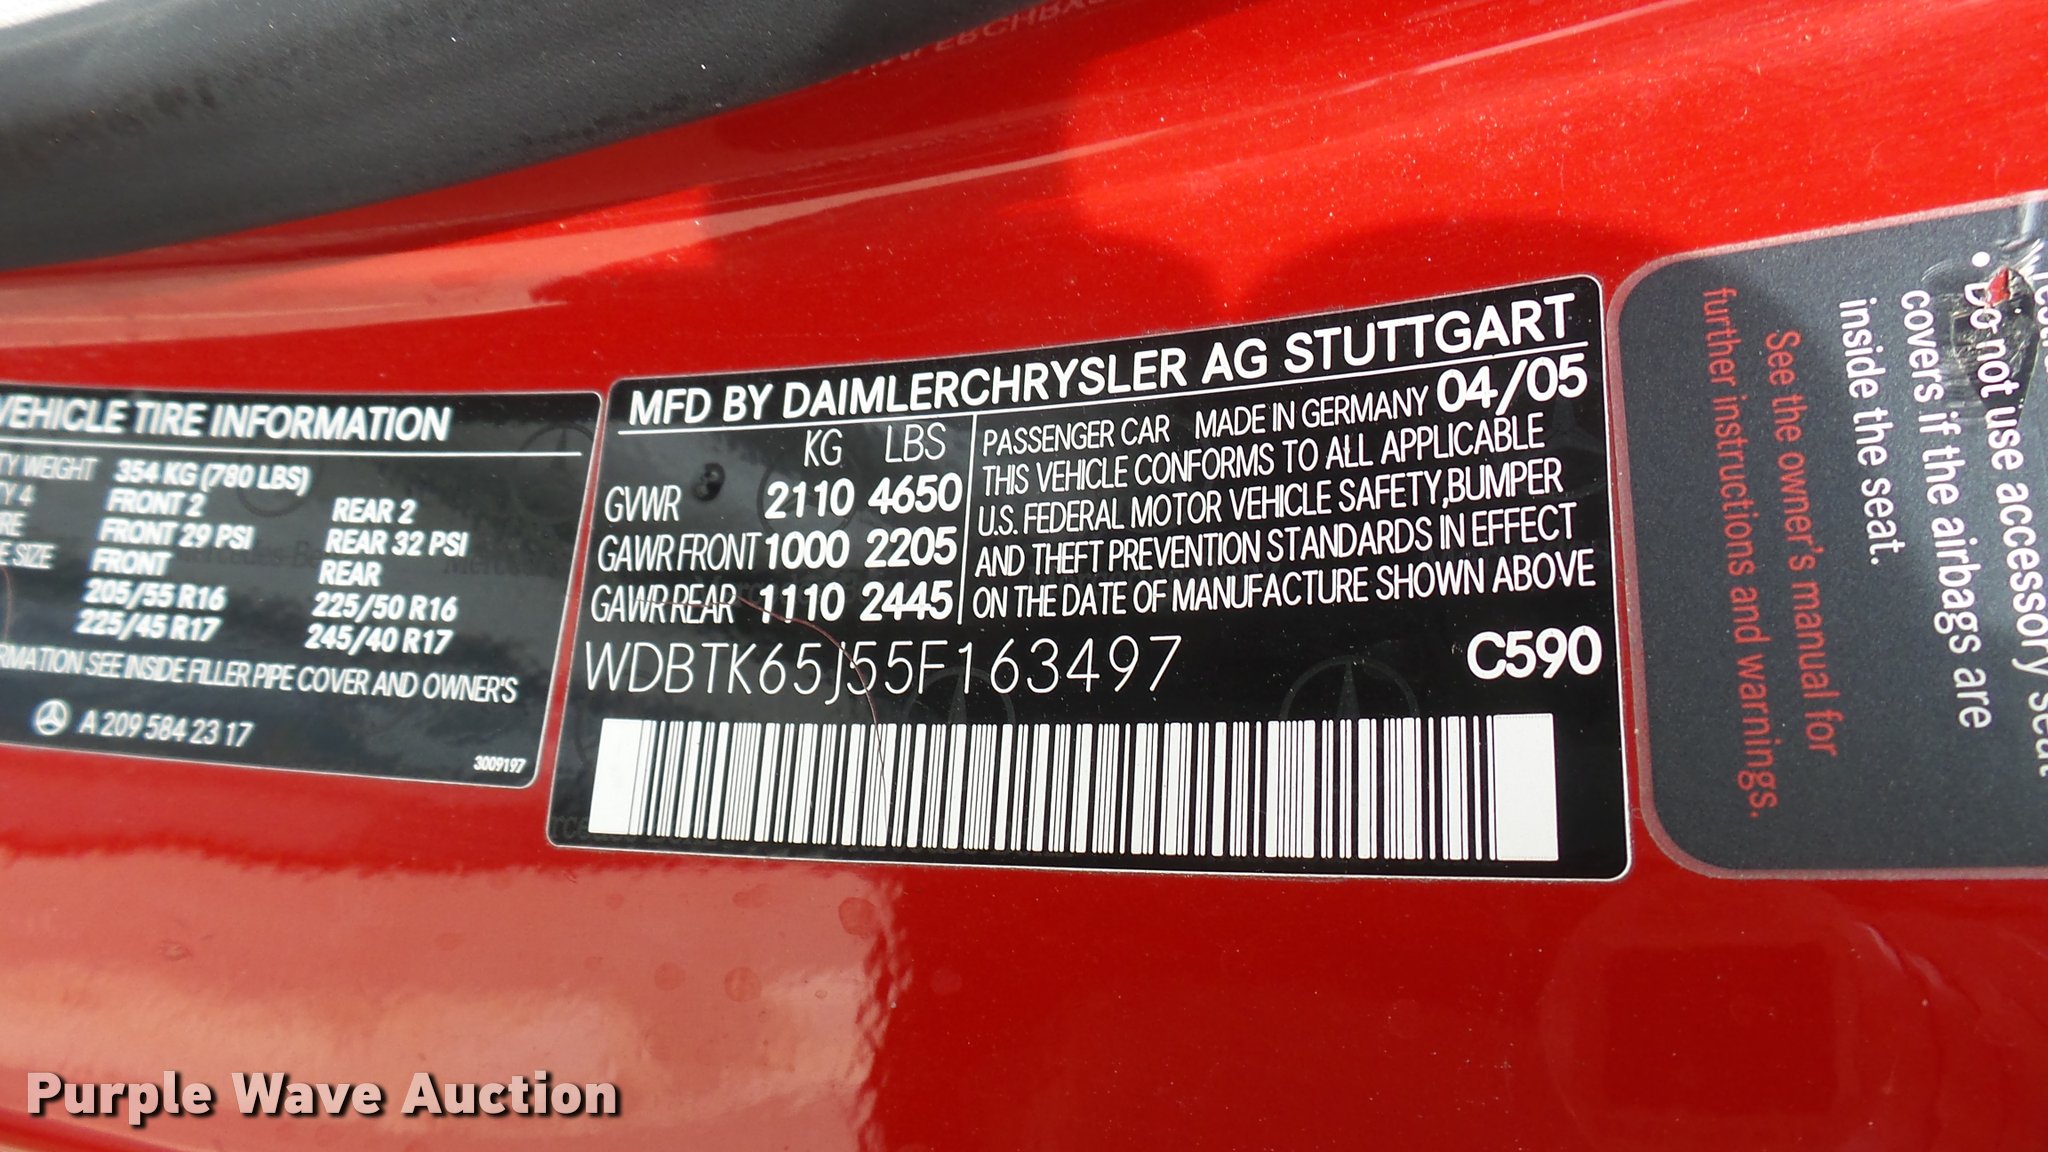 VEHICLE TIRE INFORMATION
WEIGHT 354 KG (780 LBS)
4 FRONT 2 REAR 2
FRONT 29 PSI REAR 32 PSI
SIZE FRONT REAR
205/55 R16 225/50 R16
225/45 R17 245/40 R17
SEE INSIDE FILLER PIPE COVER AND OWNER'S
A 209 584 23 17
3009197
MFD BY DAIMLERCHRYSLER AG STUTTGART
KG LBS
GVWR 2110 4650
GAWR FRONT 1000 2205
GAWR REAR 1110 2445
PASSENGER CAR MADE IN GERMANY 04/05
THIS VEHICLE CONFORMS TO ALL APPLICABLE
U.S. FEDERAL MOTOR VEHICLE SAFETY,BUMPER
AND THEFT PREVENTION STANDARDS IN EFFECT
ON THE DATE OF MANUFACTURE SHOWN ABOVE
WDBTK65J55F163497 C590
• Do not use accessory seat
covers if the airbags are
inside the seat.
See the owner's manual for
further instructions and warnings.
Purple Wave Auction